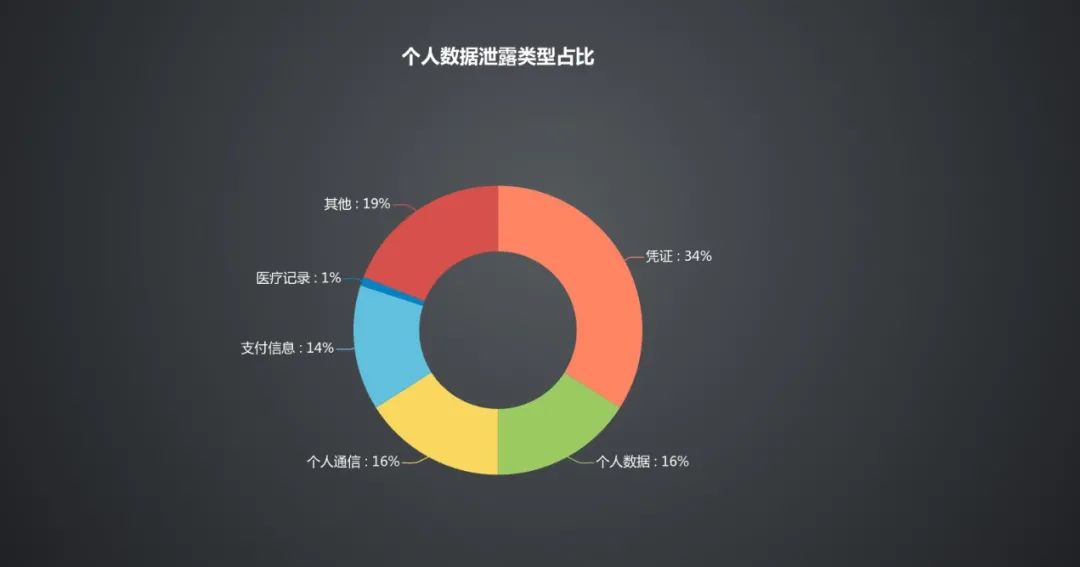 个人数据泄露类型占比
其他 : 19%
凭证 : 34%
医疗记录 : 1%
支付信息 : 14%
个人通信 : 16%
个人数据 : 16%